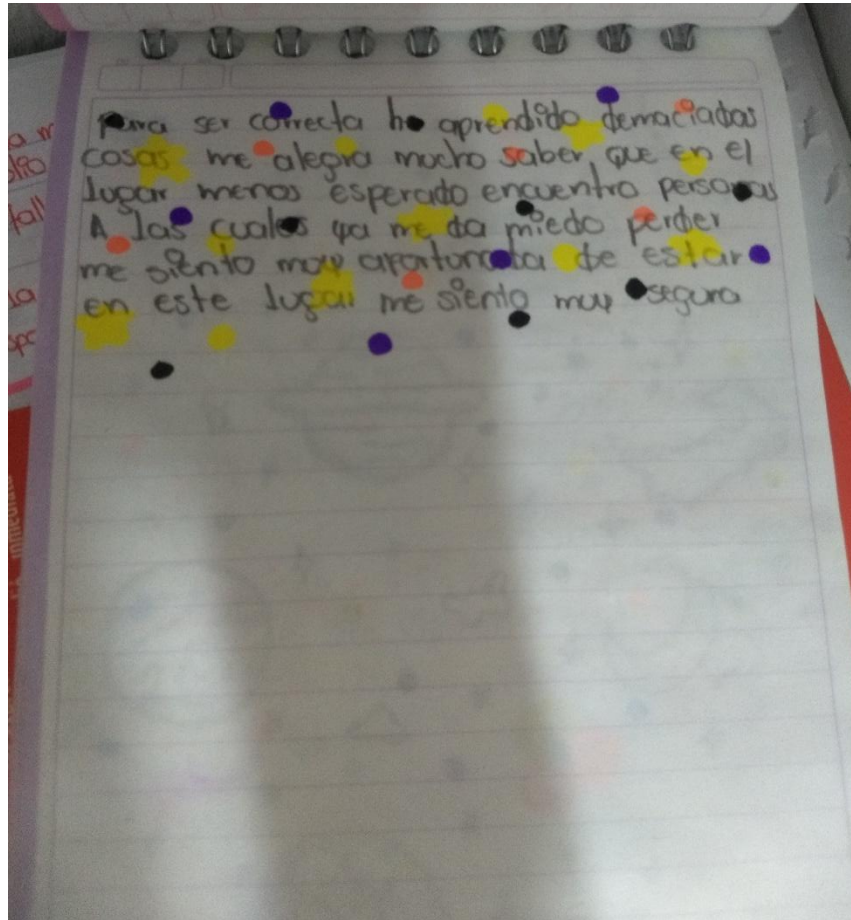 Para ser correcta he aprendido demaciadas
cosas me alegra mucho saber que en el
lugar menos esperado encuentro personas
A las cuales ya me da miedo perder
me siento muy afortunada de estar
en este lugar me siento muy segura